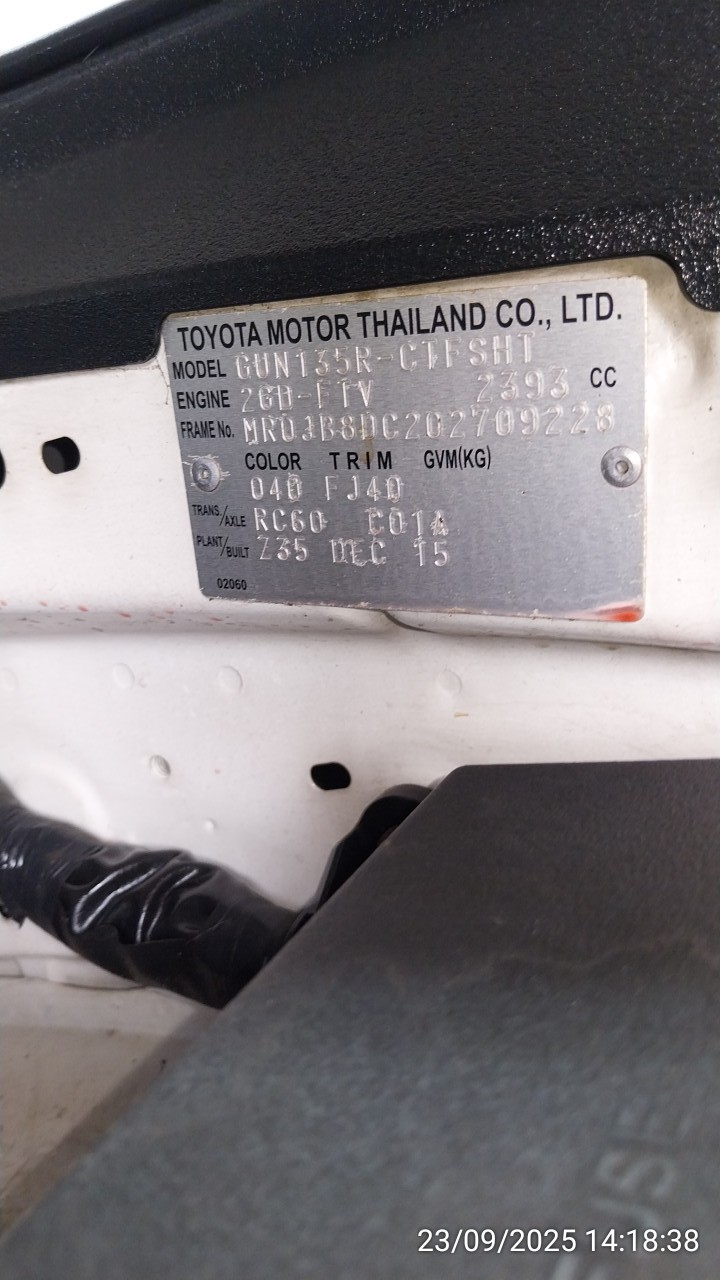 TOYOTA MOTOR THAILAND CO., LTD.
MODEL GUN135R-CTFSHT
ENGINE 2GD-FTV 2393 CC
FRAME No. MR0JB8DC202709228
COLOR TRIM GVM(KG)
040 FJ40
TRANS./AXLE RC60 C01A
PLANT/BUILT Z35 DEC 15
02060
23/09/2025 14:18:38